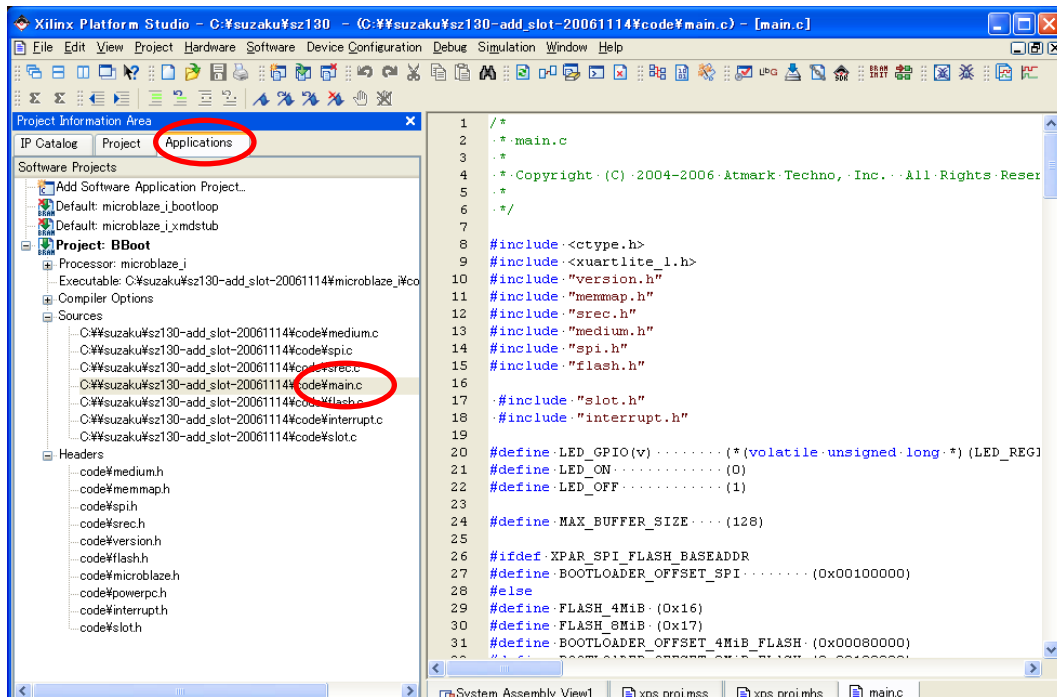 Xilinx Platform Studio - C:¥suzaku¥sz130 - (C:¥¥suzaku¥sz130-add_slot-20061114¥code¥main.c) - [main.c]
File Edit View Project Hardware Software Device Configuration Debug Simulation Window Help
Project Information Area
IP Catalog Project Applications
Software Projects
Add Software Application Project...
Default: microblaze_i_bootloop
Default: microblaze_i_xmdstub
Project: BBoot
Processor: microblaze_i
Executable: C:¥suzaku¥sz130-add_slot-20061114¥microblaze_i¥co
Compiler Options
Sources
C:¥¥suzaku¥sz130-add_slot-20061114¥code¥medium.c
C:¥¥suzaku¥sz130-add_slot-20061114¥code¥spi.c
C:¥¥suzaku¥sz130-add_slot-20061114¥code¥srec.c
C:¥¥suzaku¥sz130-add_slot-20061114¥code¥main.c
C:¥¥suzaku¥sz130-add_slot-20061114¥code¥flash.c
C:¥¥suzaku¥sz130-add_slot-20061114¥code¥interrupt.c
C:¥¥suzaku¥sz130-add_slot-20061114¥code¥slot.c
Headers
code¥medium.h
code¥memmap.h
code¥spi.h
code¥srec.h
code¥version.h
code¥flash.h
code¥microblaze.h
code¥powerpc.h
code¥interrupt.h
code¥slot.h
1 /*
2 ·*·main.c
3 ·*
4 ·*·Copyright·(C)·2004-2006·Atmark·Techno,·Inc.··All·Rights·Reser
5 ·*
6 ·*/
7
8 #include·<ctype.h>
9 #include·<xuartlite_l.h>
10 #include·"version.h"
11 #include·"memmap.h"
12 #include·"srec.h"
13 #include·"medium.h"
14 #include·"spi.h"
15 #include·"flash.h"
16
17 ·#include·"slot.h"
18 ·#include·"interrupt.h"
19
20 #define·LED_GPIO(v)········(*(volatile·unsigned·long·*)(LED_REGI
21 #define·LED_ON·············(0)
22 #define·LED_OFF············(1)
23
24 #define·MAX_BUFFER_SIZE····(128)
25
26 #ifdef·XPAR_SPI_FLASH_BASEADDR
27 #define·BOOTLOADER_OFFSET_SPI········(0x00100000)
28 #else
29 #define·FLASH_4MiB·(0x16)
30 #define·FLASH_8MiB·(0x17)
31 #define·BOOTLOADER_OFFSET_4MiB_FLASH·(0x00080000)
System Assembly View1 xps_proj.mss xps_proj.mhs main.c